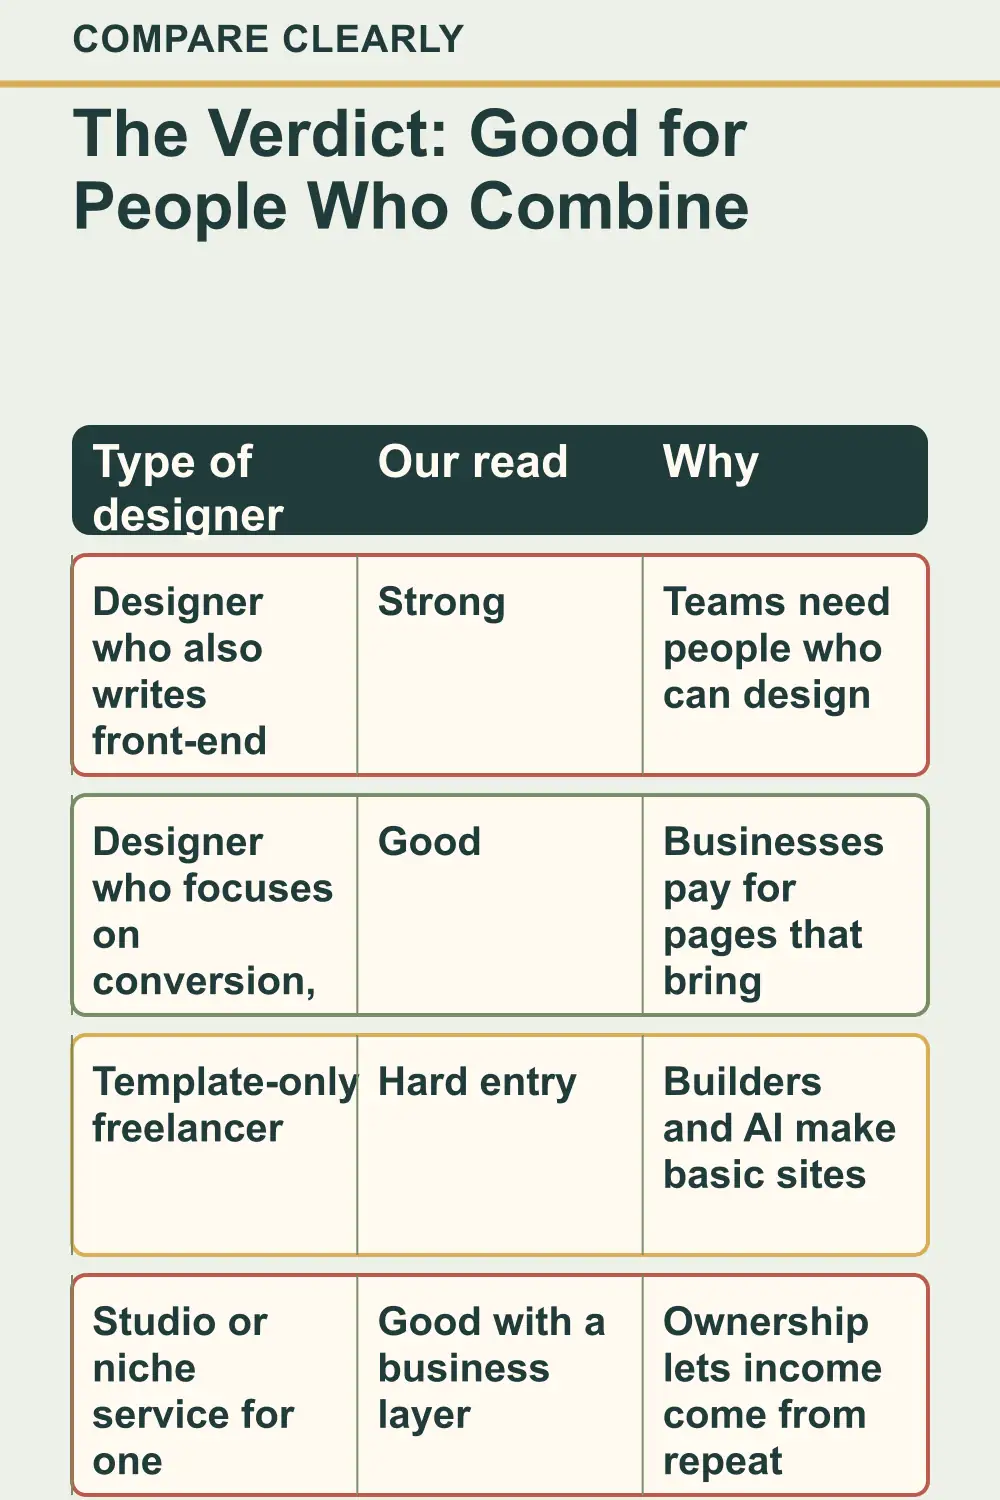 COMPARE CLEARLY
The Verdict: Good for
People Who Combine
Type of
designer
Our read
Why
Designer
who also
writes
front-end
Strong
Teams need
people who
can design
Designer
who focuses
on
conversion,
Good
Businesses
pay for
pages that
bring
Template-only
freelancer
Hard entry
Builders
and AI make
basic sites
Studio or
niche
service for
one
Good with a
business
layer
Ownership
lets income
come from
repeat